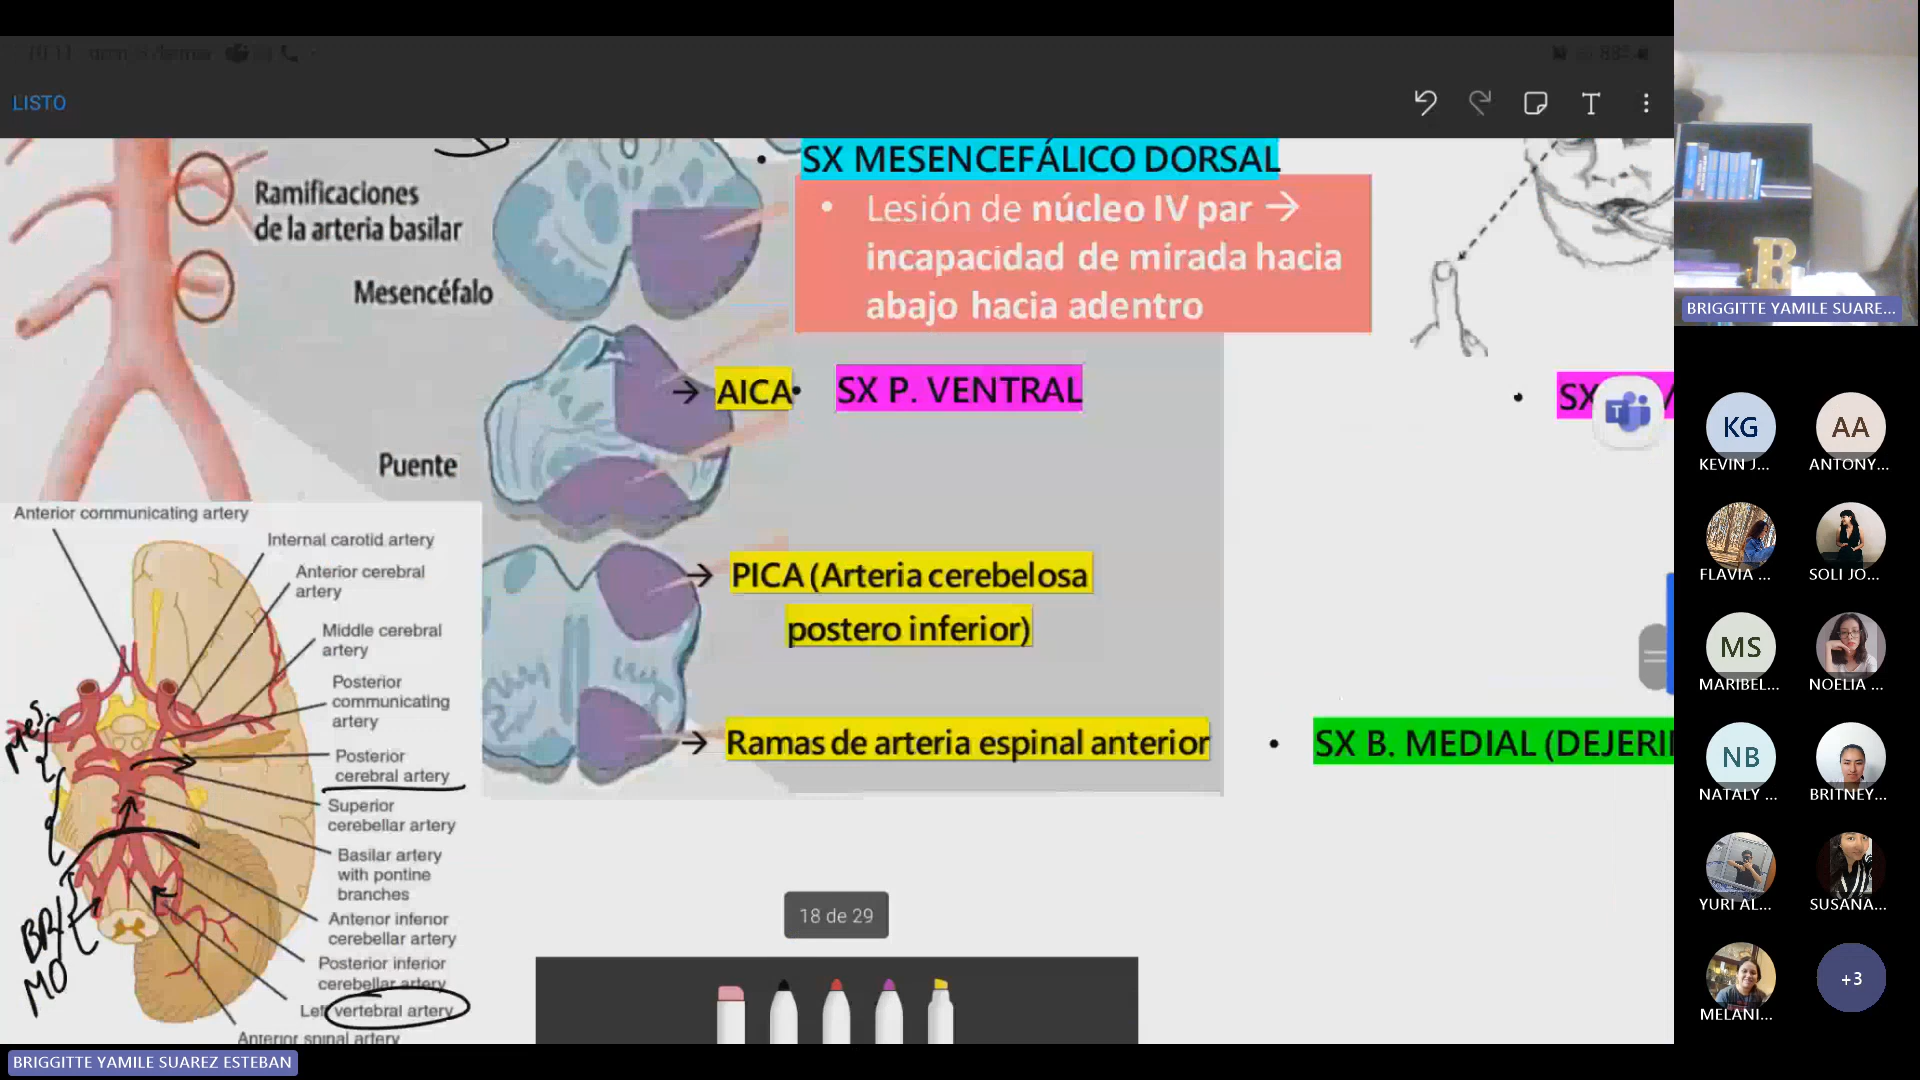 LISTO
Ramificaciones
de la arteria basilar
Mesencéfalo
Puente
• SX MESENCEFÁLICO DORSAL
• Lesión de núcleo IV par →
incapacidad de mirada hacia
abajo hacia adentro
→ AICA
• SX P. VENTRAL
→ PICA (Arteria cerebelosa
postero inferior)
→ Ramas de arteria espinal anterior
• SX B. MEDIAL (DEJERI
Anterior communicating artery
Internal carotid artery
Anterior cerebral
artery
Middle cerebral
artery
Posterior
communicating
artery
Posterior
cerebral artery
Superior
cerebellar artery
Basilar artery
with pontine
branches
Anterior inferior
cerebellar artery
Posterior inferior
cerebellar artery
Left vertebral artery
Anterior spinal artery
Mes.
BR/
MO
18 de 29
BRIGGITTE YAMILE SUAREZ ESTEBAN
BRIGGITTE YAMILE SUARE...
KG
KEVIN J...
AA
ANTONY...
FLAVIA ...
SOLI JO...
MS
MARIBEL...
NOELIA ...
NB
NATALY ...
BRITNEY...
YURI AL...
SUSANA...
MELANI...
+3